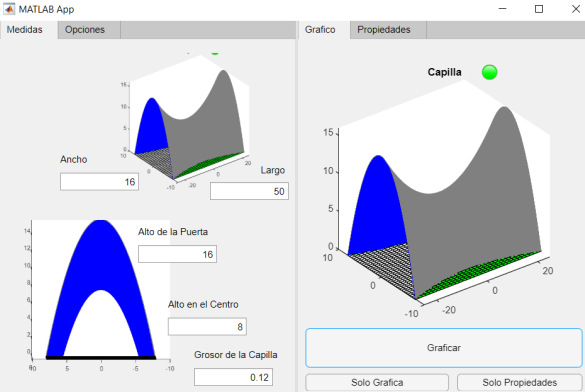 MATLAB App
Medidas
Opciones
15
10
5
0
10
0
-10
-20
0
20
Ancho
16
Largo
50
14
12
10
8
6
4
2
0
10
5
0
-5
-10
Alto de la Puerta
16
Alto en el Centro
8
Grosor de la Capilla
0.12
Grafico
Propiedades
Capilla
15
10
5
0
10
0
-10
-20
0
20
Graficar
Solo Grafica
Solo Propiedades